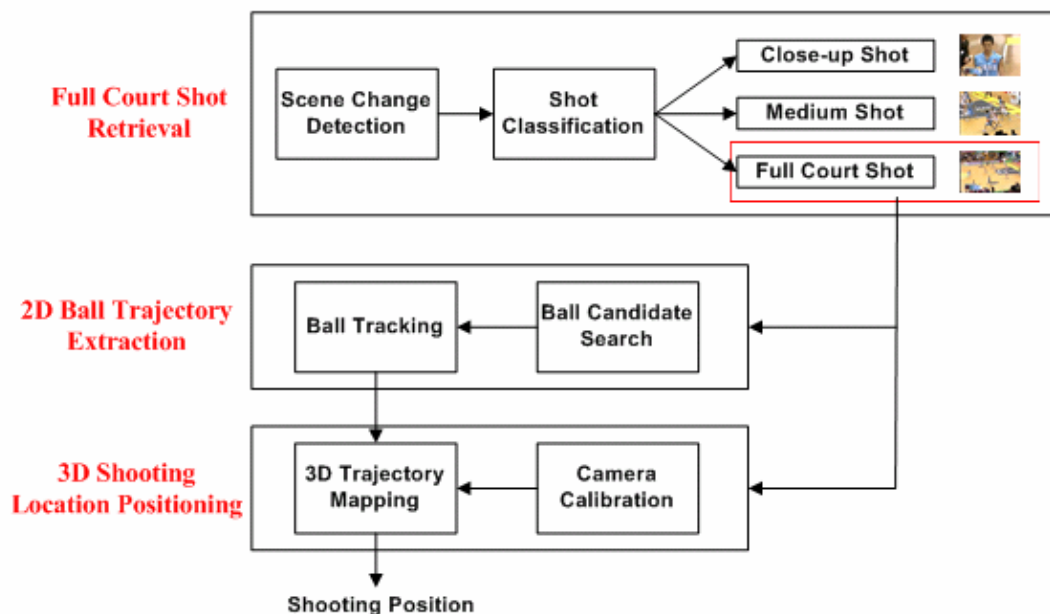 Full Court Shot
Retrieval
Scene Change
Detection
Shot
Classification
Close-up Shot
Medium Shot
Full Court Shot
2D Ball Trajectory
Extraction
Ball Tracking
Ball Candidate
Search
3D Shooting
Location Positioning
3D Trajectory
Mapping
Camera
Calibration
Shooting Position